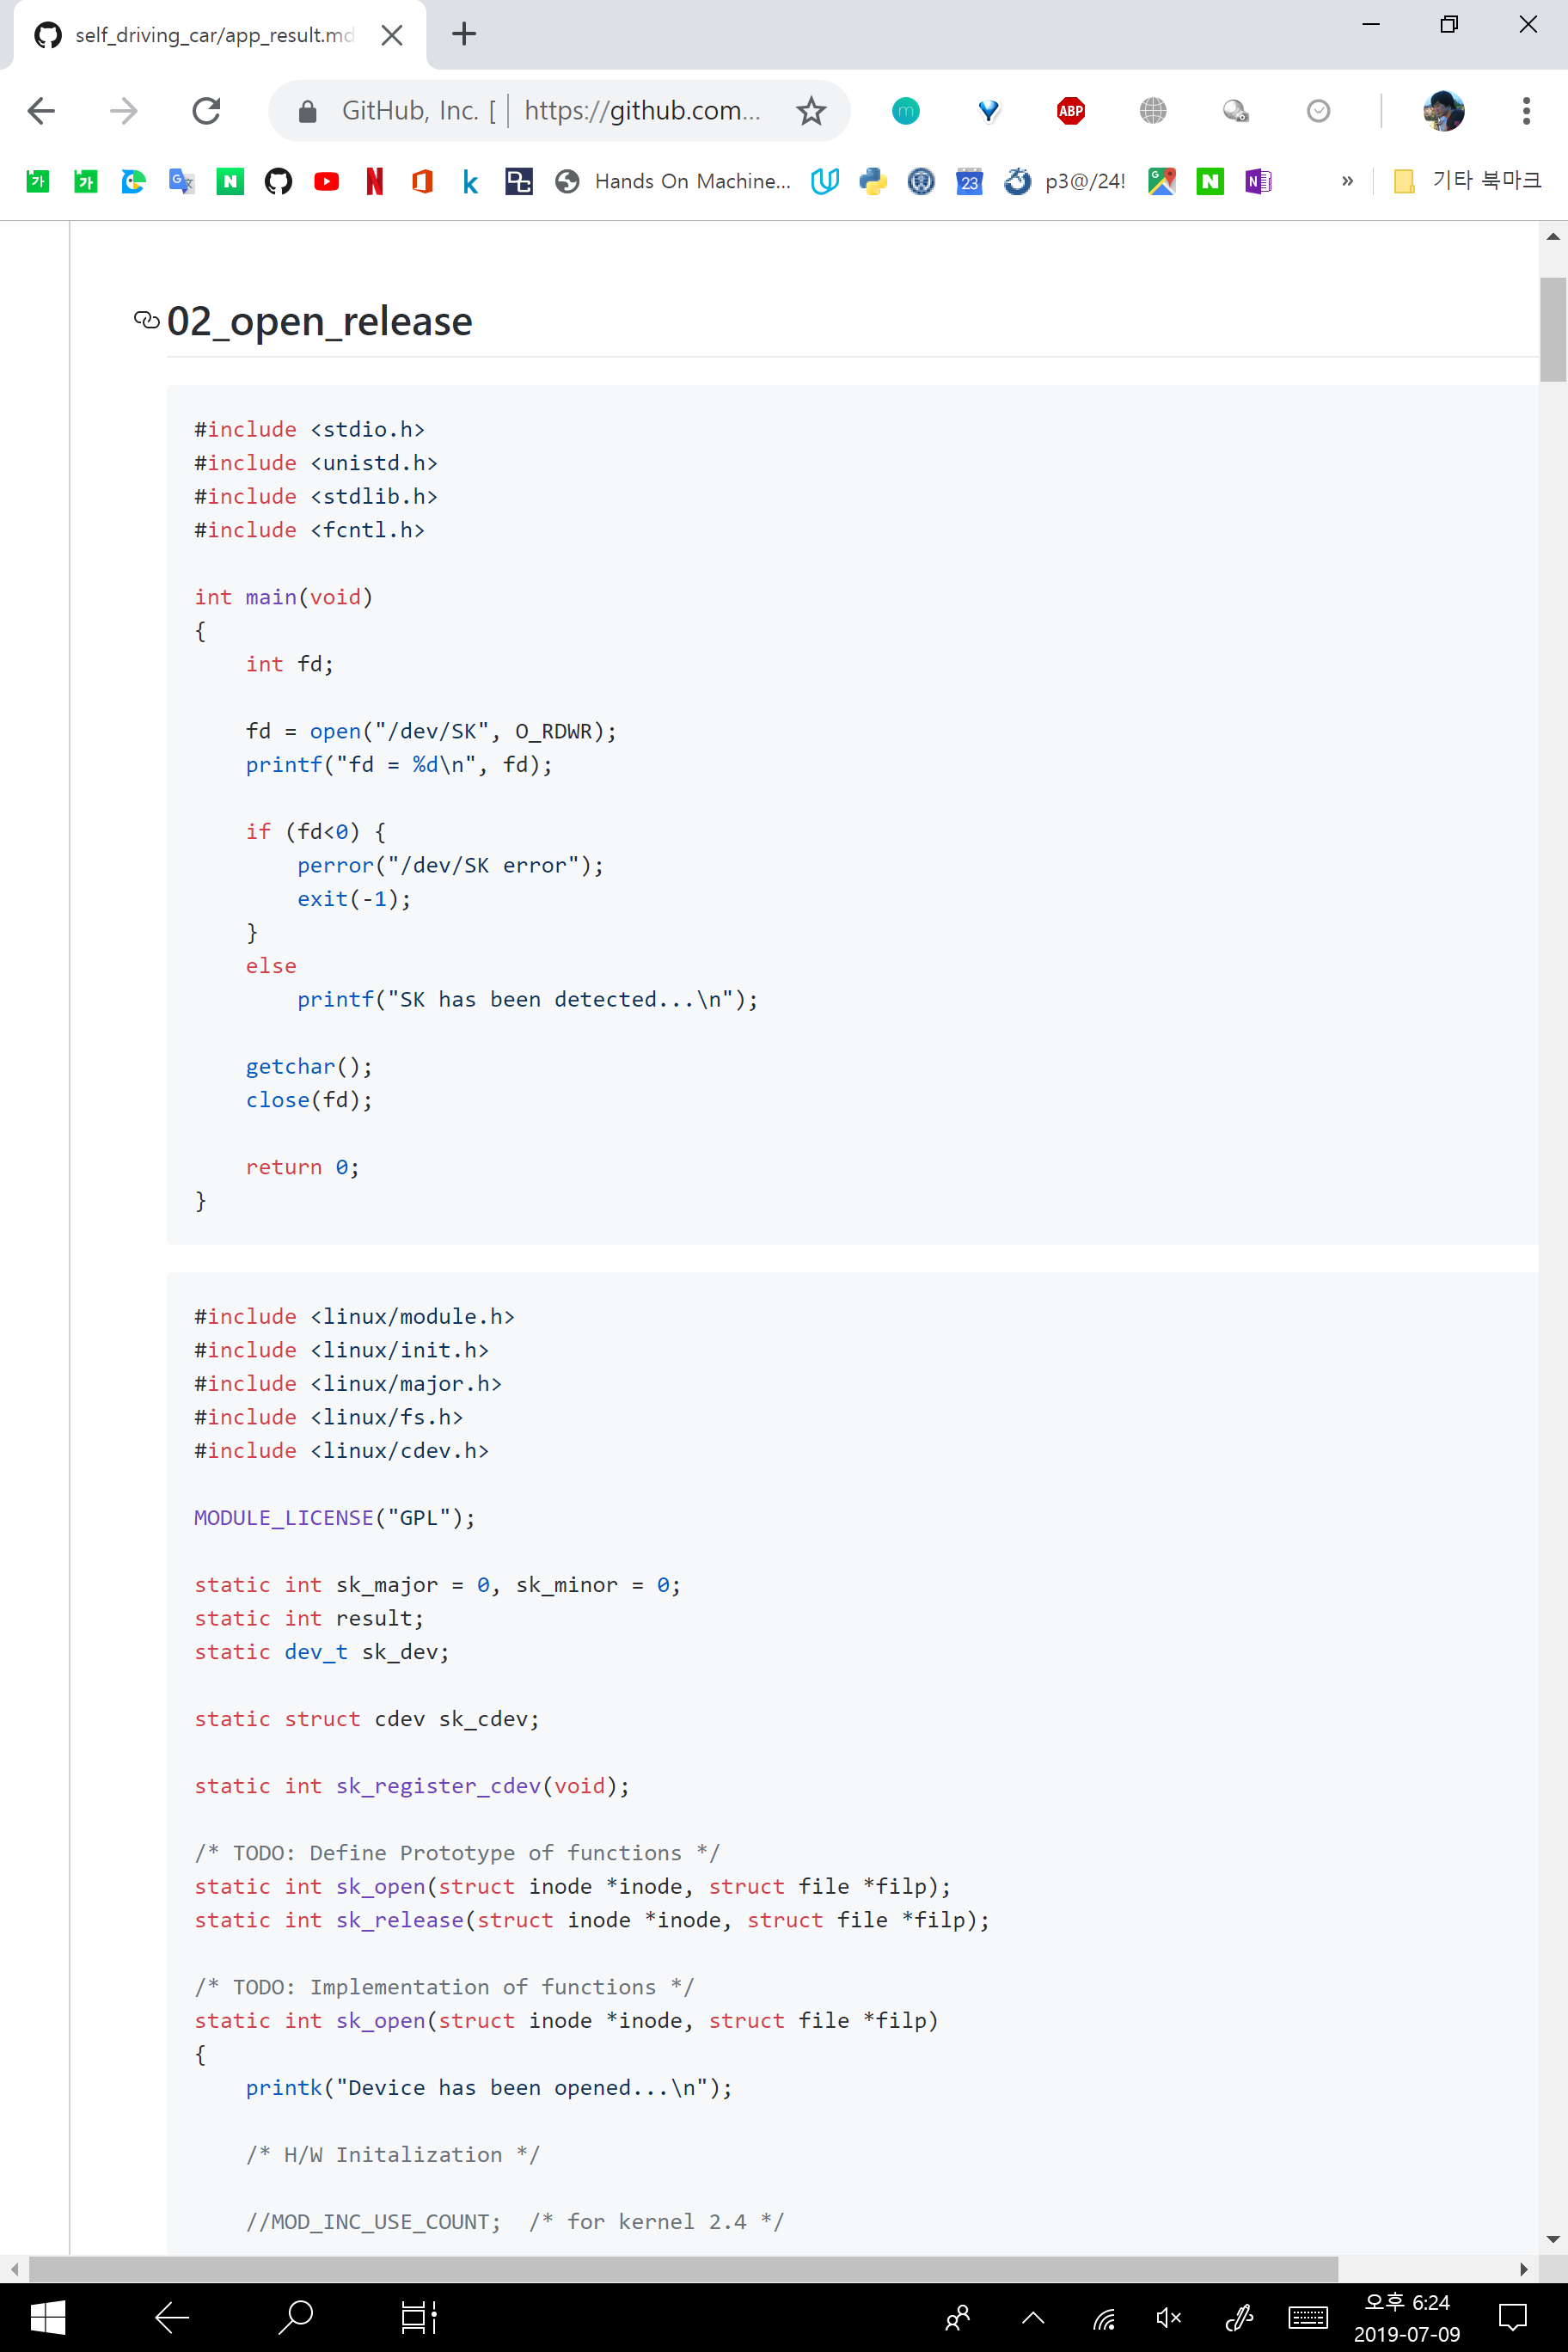 self_driving_car/app_result.md
GitHub, Inc. [ | https://github.com...
m
ABP
가
가
G
N
N
k
DC
Hands On Machine...
23
p3@/24!
G
N
N
»
기타 북마크
02_open_release
#include <stdio.h>
#include <unistd.h>
#include <stdlib.h>
#include <fcntl.h>
int main(void)
{
    int fd;
    fd = open("/dev/SK", O_RDWR);
    printf("fd = %d\n", fd);
    if (fd<0) {
        perror("/dev/SK error");
        exit(-1);
    }
    else
        printf("SK has been detected...\n");
    getchar();
    close(fd);
    return 0;
}
#include <linux/module.h>
#include <linux/init.h>
#include <linux/major.h>
#include <linux/fs.h>
#include <linux/cdev.h>
MODULE_LICENSE("GPL");
static int sk_major = 0, sk_minor = 0;
static int result;
static dev_t sk_dev;
static struct cdev sk_cdev;
static int sk_register_cdev(void);
/* TODO: Define Prototype of functions */
static int sk_open(struct inode *inode, struct file *filp);
static int sk_release(struct inode *inode, struct file *filp);
/* TODO: Implementation of functions */
static int sk_open(struct inode *inode, struct file *filp)
{
    printk("Device has been opened...\n");
    /* H/W Initalization */
    //MOD_INC_USE_COUNT;  /* for kernel 2.4 */
오후 6:24
2019-07-09